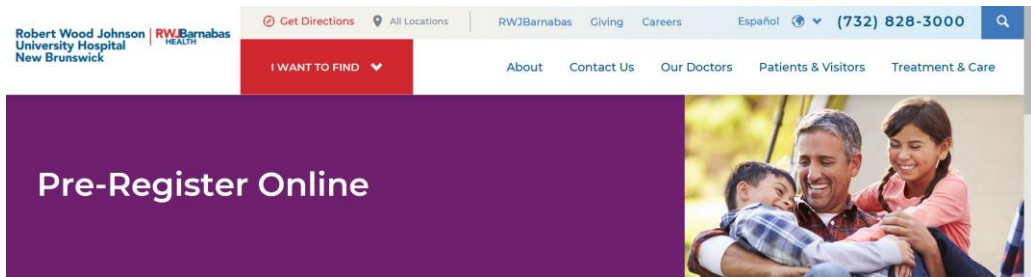 Robert Wood Johnson
University Hospital
New Brunswick
RWJBarnabas
HEALTH
Get Directions
All Locations
RWJBarnabas Giving Careers
Español
(732) 828-3000
I WANT TO FIND
About Contact Us Our Doctors Patients & Visitors Treatment & Care
Pre-Register Online